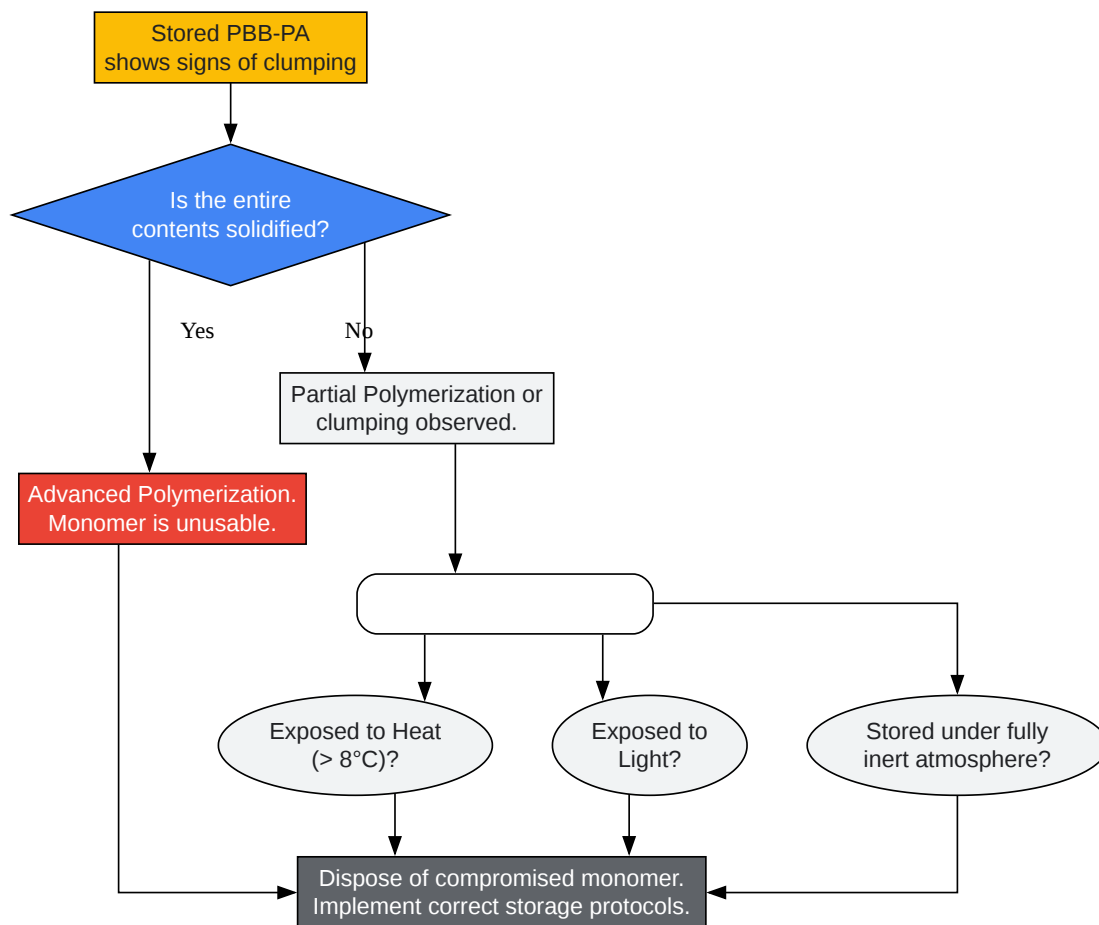 Stored PBB-PA
shows signs of clumping
Is the entire
contents solidified?
Yes
No
Partial Polymerization or
clumping observed.
Advanced Polymerization.
Monomer is unusable.
Exposed to Heat
(> 8°C)?
Exposed to
Light?
Stored under fully
inert atmosphere?
Dispose of compromised monomer.
Implement correct storage protocols.